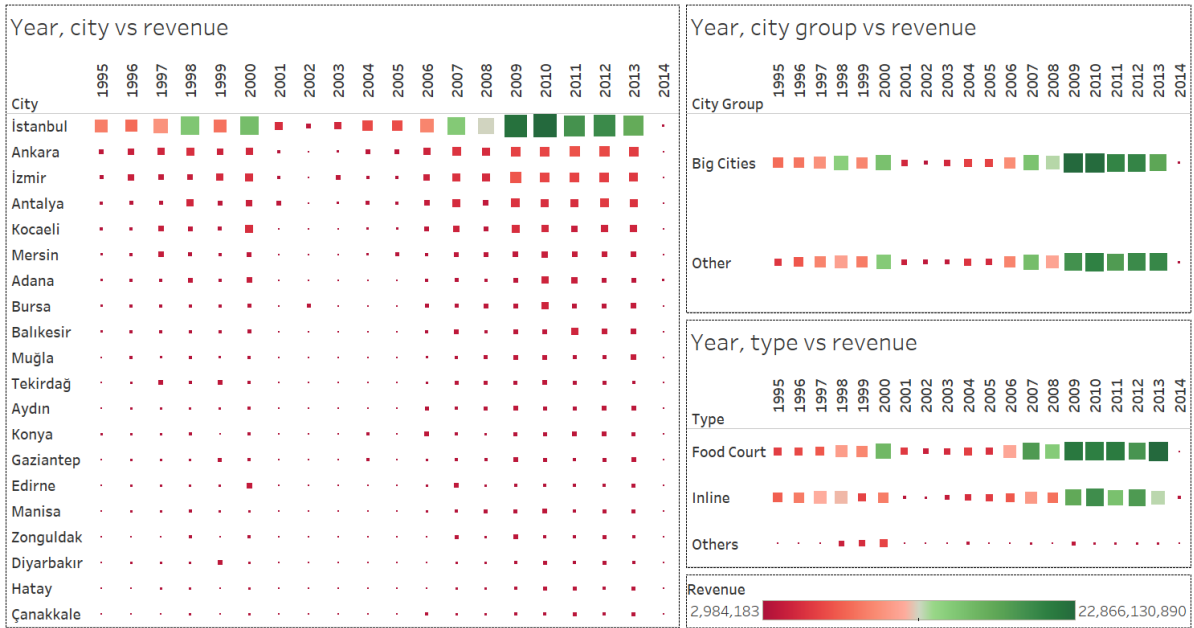 Year, city vs revenue
1995 1996 1997 1998 1999 2000 2001 2002 2003 2004 2005 2006 2007 2008 2009 2010 2011 2012 2013 2014
City
İstanbul
Ankara
İzmir
Antalya
Kocaeli
Mersin
Adana
Bursa
Balıkesir
Muğla
Tekirdağ
Aydın
Konya
Gaziantep
Edirne
Manisa
Zonguldak
Diyarbakır
Hatay
Çanakkale
Year, city group vs revenue
1995 1996 1997 1998 1999 2000 2001 2002 2003 2004 2005 2006 2007 2008 2009 2010 2011 2012 2013 2014
City Group
Big Cities
Other
Year, type vs revenue
1995 1996 1997 1998 1999 2000 2001 2002 2003 2004 2005 2006 2007 2008 2009 2010 2011 2012 2013 2014
Type
Food Court
Inline
Others
Revenue
2,984,183 22,866,130,890